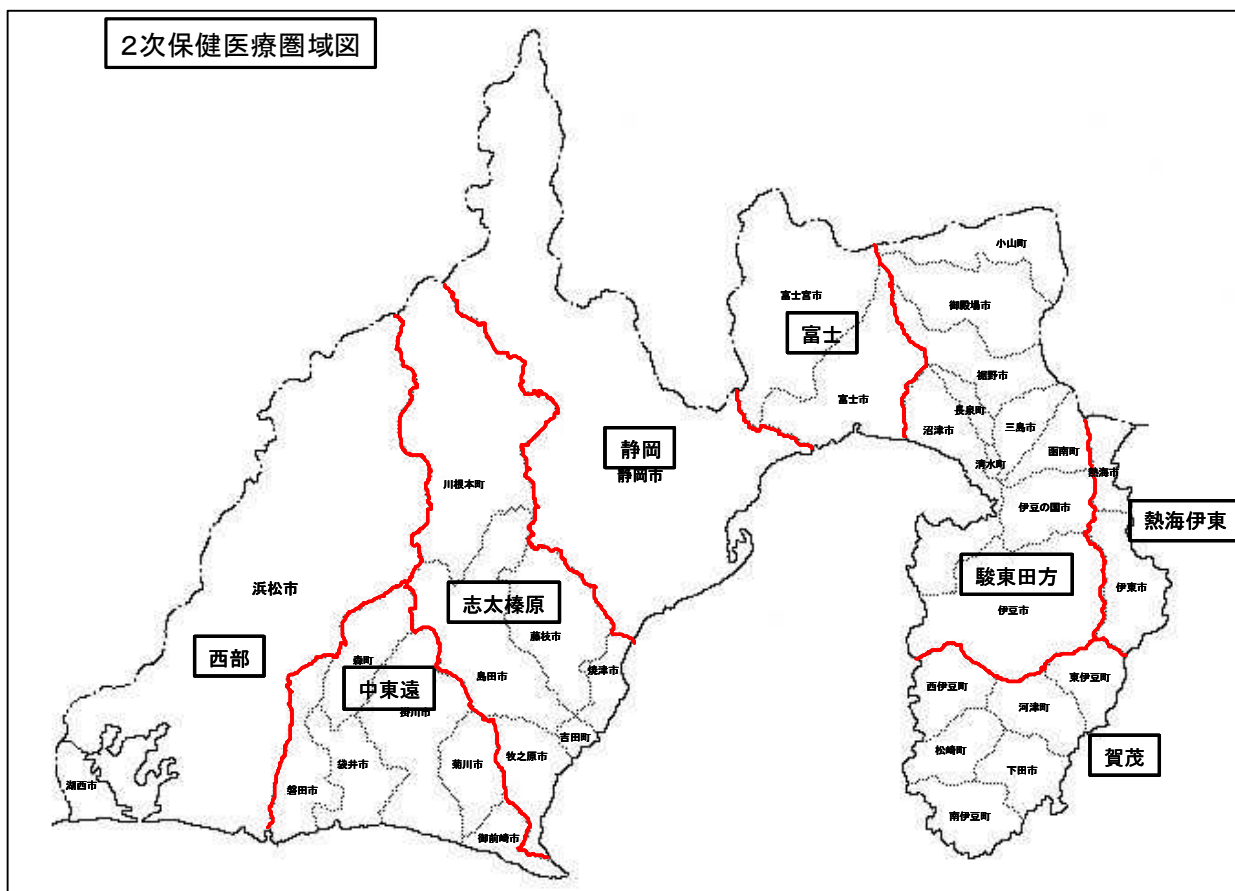 2次保健医療圏域図
小山町
富士宮市
御殿場市
富士
裾野市
富士市
長泉町
沼津市
三島市
静岡
静岡市
函南町
清水町
熱海市
川根本町
伊豆の国市
熱海伊東
駿東田方
浜松市
志太榛原
伊豆市
伊東市
藤枝市
西部
森町
焼津市
島田市
中東遠
掛川市
西伊豆町
東伊豆町
河津町
吉田町
牧之原市
松崎町
賀茂
袋井市
菊川市
下田市
湖西市
磐田市
南伊豆町
御前崎市